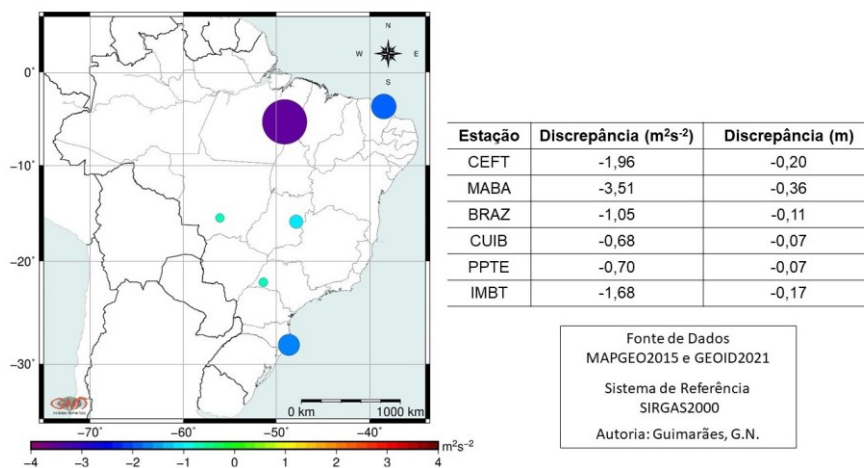 N
W
E
S
0°
−10°
−20°
−30°
0 km 1000 km
−70° −60° −50° −40°
−4 −3 −2 −1 0 1 2 3 4
m²s⁻²
Estação Discrepância (m²s⁻²) Discrepância (m)
CEFT -1,96 -0,20
MABA -3,51 -0,36
BRAZ -1,05 -0,11
CUIB -0,68 -0,07
PPTE -0,70 -0,07
IMBT -1,68 -0,17
Fonte de Dados
MAPGEO2015 e GEOID2021
Sistema de Referência
SIRGAS2000
Autoria: Guimarães, G.N.